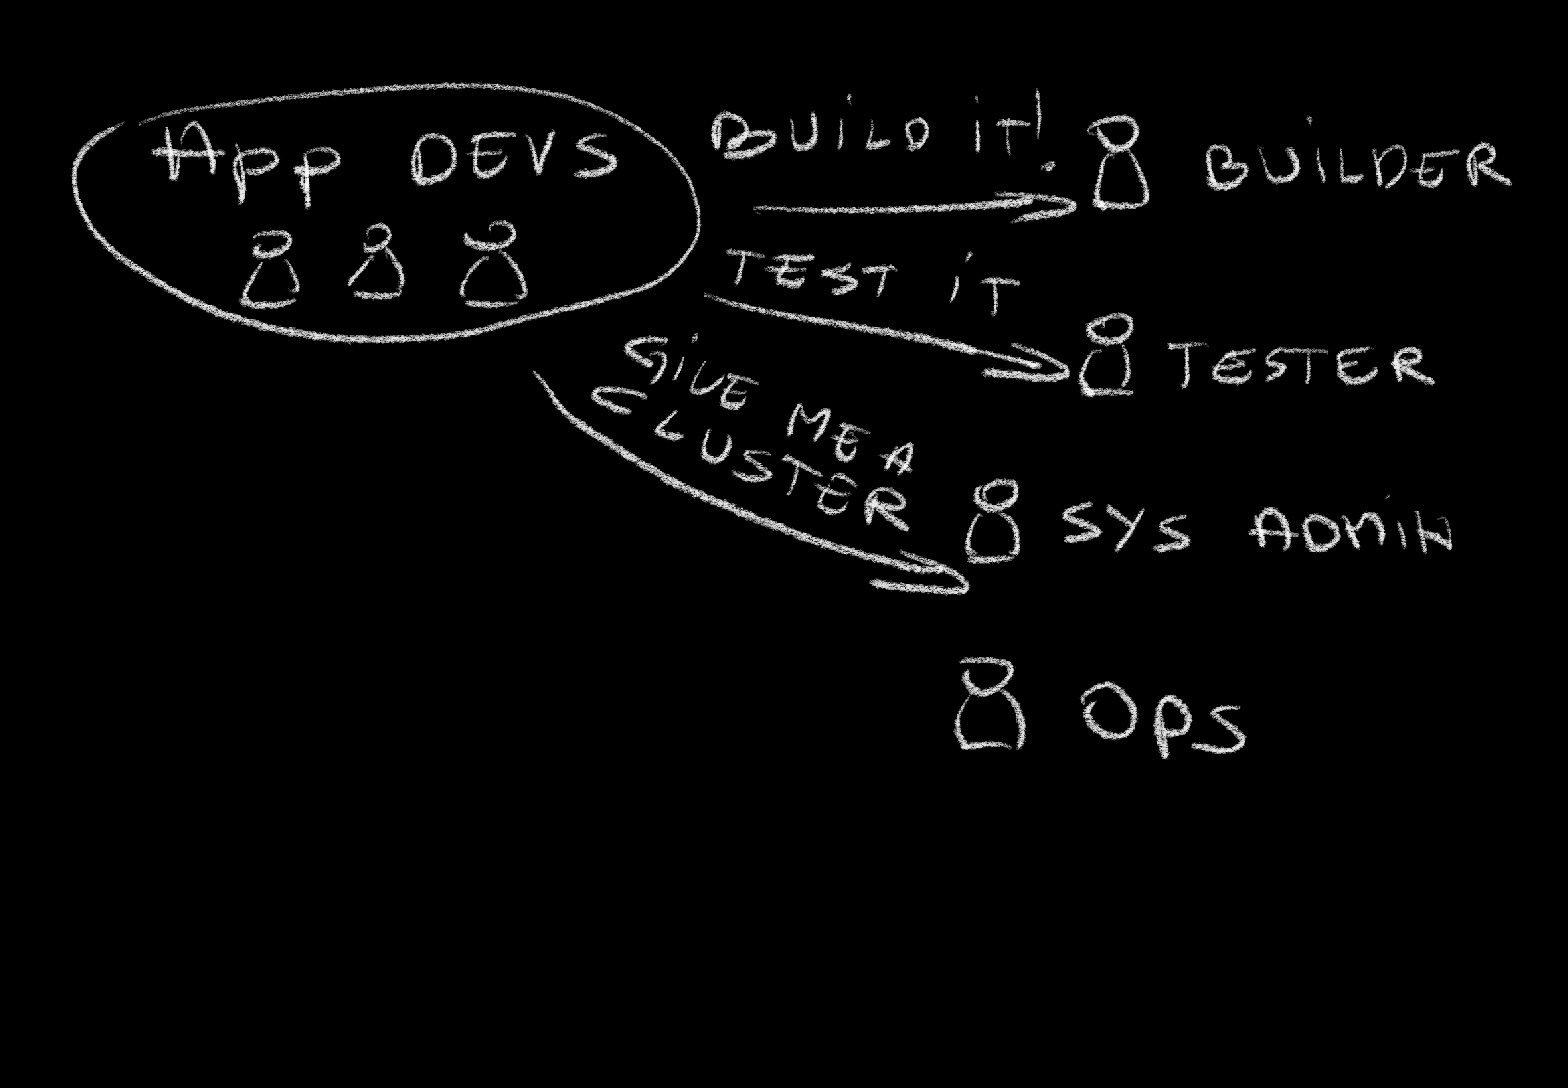 App DEVS
BUiLD iT!
BUiLDER
TEST iT
TESTER
GiVE ME A
CLUSTER
SYS ADMiN
OPS